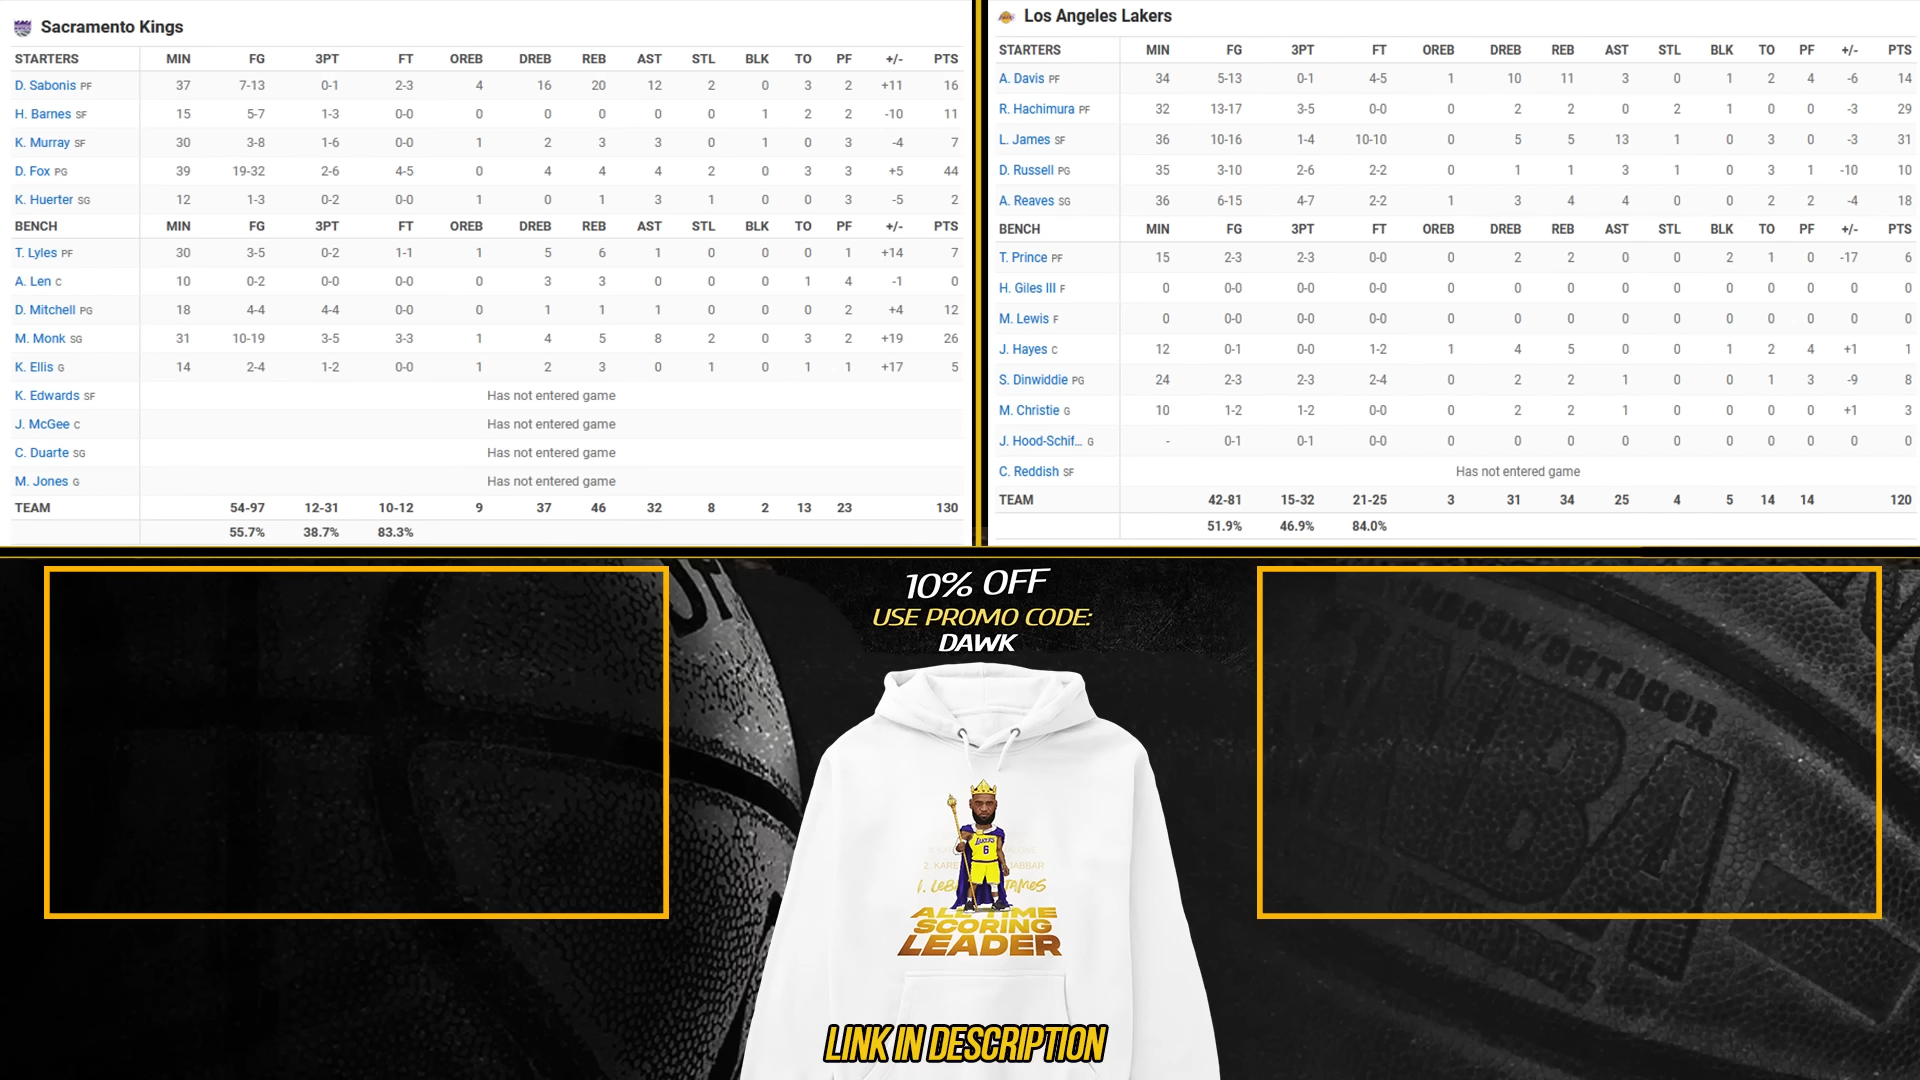 Sacramento Kings
STARTERS MIN FG 3PT FT OREB DREB REB AST STL BLK TO PF +/- PTS
D. Sabonis PF 37 7-13 0-1 2-3 4 16 20 12 2 0 3 2 +11 16
H. Barnes SF 15 5-7 1-3 0-0 0 0 0 0 0 1 2 2 -10 11
K. Murray SF 30 3-8 1-6 0-0 1 2 3 3 0 1 0 3 -4 7
D. Fox PG 39 19-32 2-6 4-5 0 4 4 4 2 0 3 3 +5 44
K. Huerter SG 12 1-3 0-2 0-0 1 0 1 3 1 0 0 3 -5 2
BENCH MIN FG 3PT FT OREB DREB REB AST STL BLK TO PF +/- PTS
T. Lyles PF 30 3-5 0-2 1-1 1 5 6 1 0 0 0 1 +14 7
A. Len C 10 0-2 0-0 0-0 0 3 3 0 0 0 1 4 -1 0
D. Mitchell PG 18 4-4 4-4 0-0 0 1 1 1 0 0 0 2 +4 12
M. Monk SG 31 10-19 3-5 3-3 1 4 5 8 2 0 3 2 +19 26
K. Ellis G 14 2-4 1-2 0-0 1 2 3 0 1 0 1 1 +17 5
K. Edwards SF Has not entered game
J. McGee C Has not entered game
C. Duarte SG Has not entered game
M. Jones G Has not entered game
TEAM 54-97 12-31 10-12 9 37 46 32 8 2 13 23 130
55.7% 38.7% 83.3%
Los Angeles Lakers
STARTERS MIN FG 3PT FT OREB DREB REB AST STL BLK TO PF +/- PTS
A. Davis PF 34 5-13 0-1 4-5 1 10 11 3 0 1 2 4 -6 14
R. Hachimura PF 32 13-17 3-5 0-0 0 2 2 0 2 1 0 0 -3 29
L. James SF 36 10-16 1-4 10-10 0 5 5 13 1 0 3 0 -3 31
D. Russell PG 35 3-10 2-6 2-2 0 1 1 3 1 0 3 1 -10 10
A. Reaves SG 36 6-15 4-7 2-2 1 3 4 4 0 0 2 2 -4 18
BENCH MIN FG 3PT FT OREB DREB REB AST STL BLK TO PF +/- PTS
T. Prince PF 15 2-3 2-3 0-0 0 2 2 0 0 2 1 0 -17 6
H. Giles III F 0 0-0 0-0 0-0 0 0 0 0 0 0 0 0 0 0
M. Lewis F 0 0-0 0-0 0-0 0 0 0 0 0 0 0 0 0 0
J. Hayes C 12 0-1 0-0 1-2 1 4 5 0 0 1 2 4 +1 1
S. Dinwiddie PG 24 2-3 2-3 2-4 0 2 2 1 0 0 1 3 -9 8
M. Christie G 10 1-2 1-2 0-0 0 2 2 1 0 0 0 0 +1 3
J. Hood-Schif... G - 0-1 0-1 0-0 0 0 0 0 0 0 0 0 0 0
C. Reddish SF Has not entered game
TEAM 42-81 15-32 21-25 3 31 34 25 4 5 14 14 120
51.9% 46.9% 84.0%
10% OFF
USE PROMO CODE:
DAWK
LAKERS
6
2. KARE JABBAR
1. LEB JAMES
ALL TIME
SCORING
LEADER
LINK IN DESCRIPTION